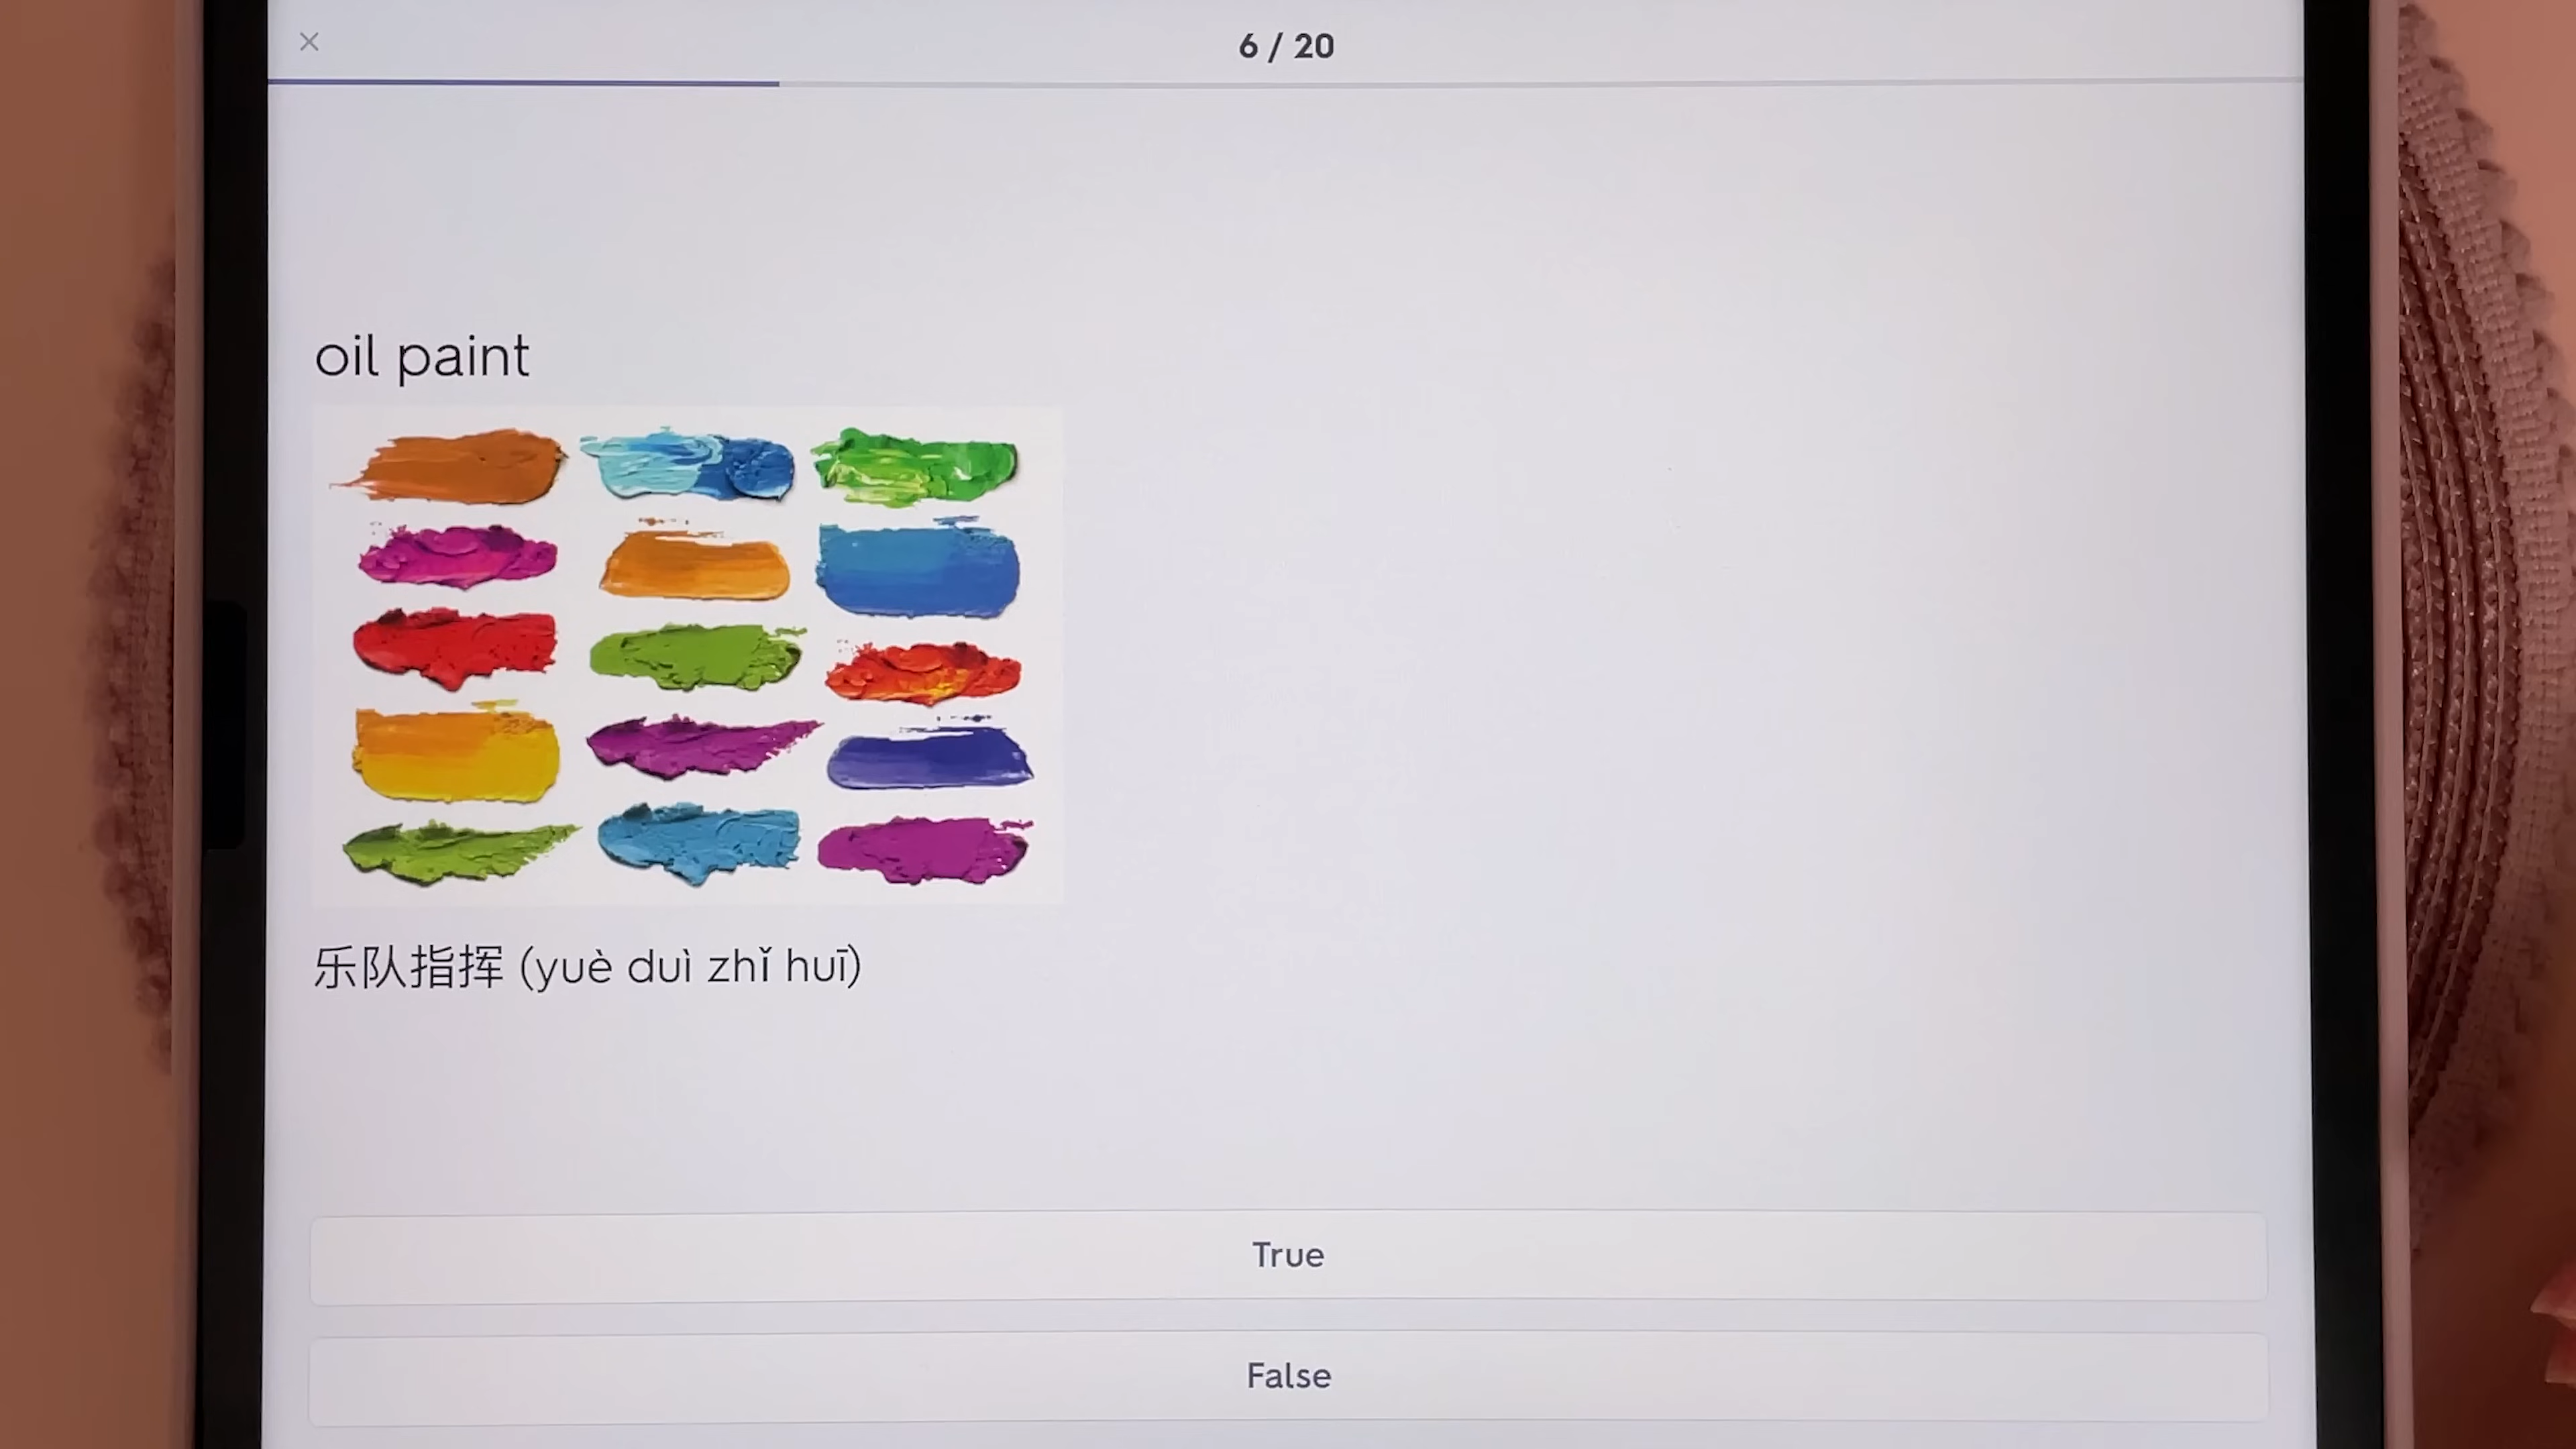 ×
6 / 20
oil paint
乐队指挥 (yuè duì zhǐ huī)
True
False